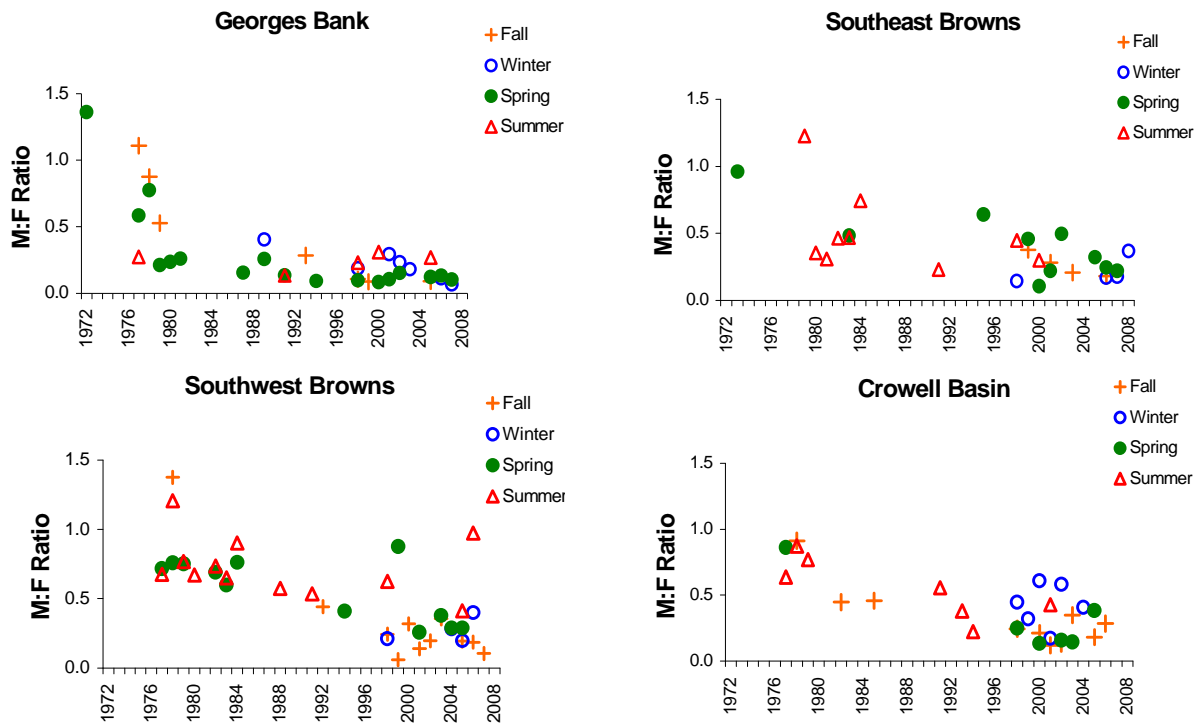 Georges Bank
Fall
Winter
Spring
Summer
M:F Ratio
1.5
1.0
0.5
0.0
1972
1976
1980
1984
1988
1992
1996
2000
2004
2008
Southeast Browns
Fall
Winter
Spring
Summer
M:F Ratio
1.5
1.0
0.5
0.0
1972
1976
1980
1984
1988
1992
1996
2000
2004
2008
Southwest Browns
Fall
Winter
Spring
Summer
M:F Ratio
1.5
1.0
0.5
0.0
1972
1976
1980
1984
1988
1992
1996
2000
2004
2008
Crowell Basin
Fall
Winter
Spring
Summer
M:F Ratio
1.5
1.0
0.5
0.0
1972
1976
1980
1984
1988
1992
1996
2000
2004
2008